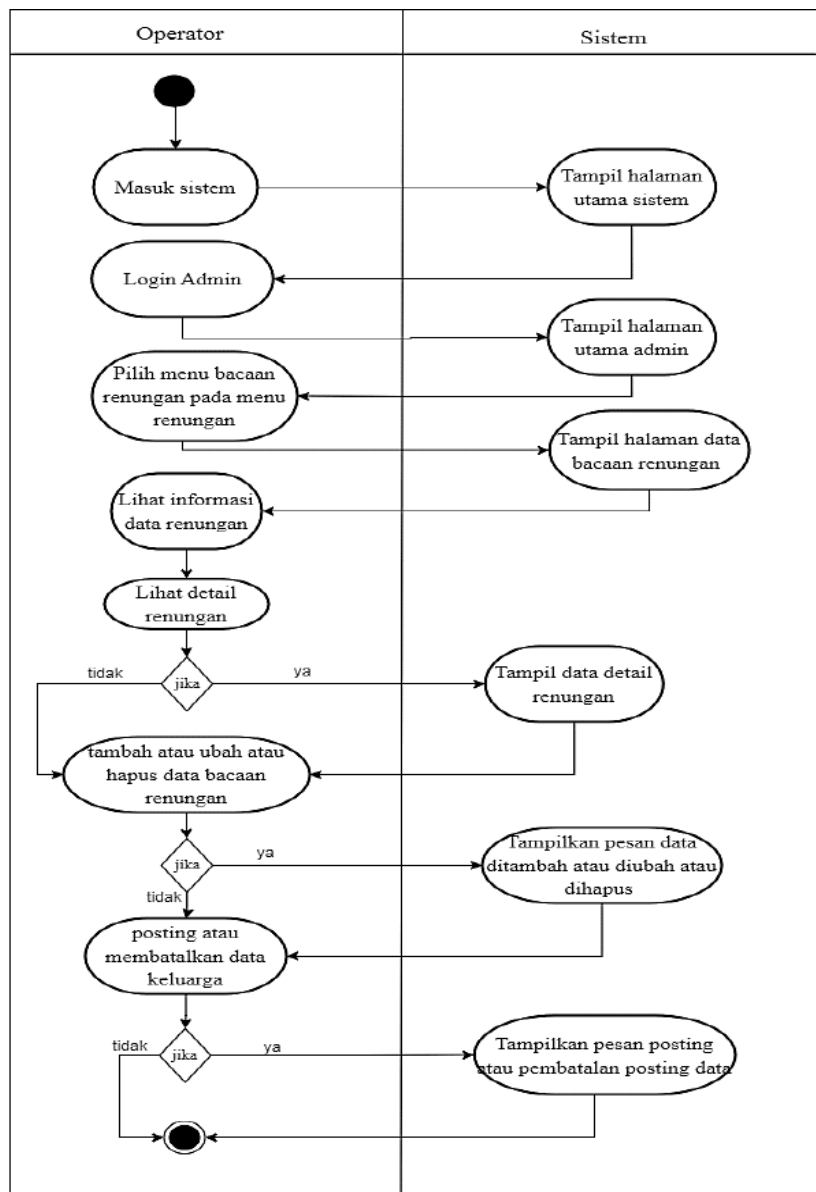 Operator
Sistem
Masuk sistem
Tampil halaman
utama sistem
Login Admin
Tampil halaman
utama admin
Pilih menu bacaan
renungan pada menu
renungan
Tampil halaman data
bacaan renungan
Lihat informasi
data renungan
Lihat detail
renungan
tidak
jika
ya
Tampil data detail
renungan
tambah atau ubah atau
hapus data bacaan
renungan
jika
ya
Tampilkan pesan data
ditambah atau diubah atau
dihapus
tidak
posting atau
membatalkan data
keluarga
tidak
jika
ya
Tampilkan pesan posting
atau pembatalan posting data